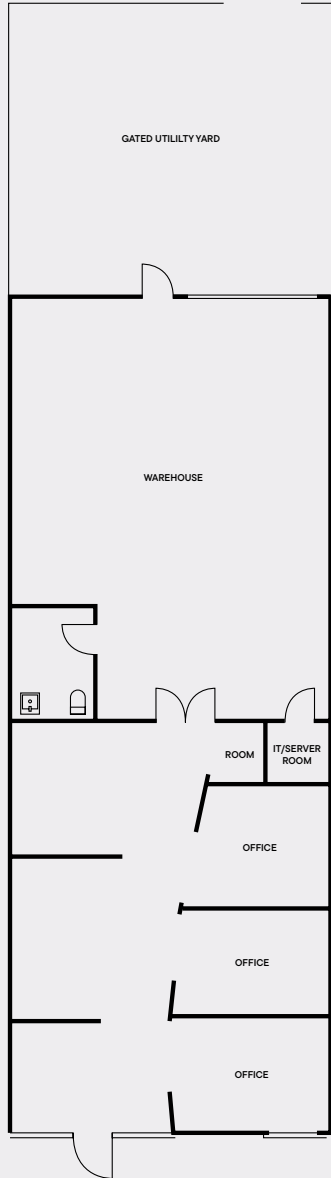 GATED UTILILTY YARD
WAREHOUSE
ROOM
IT/SERVER
ROOM
OFFICE
OFFICE
OFFICE